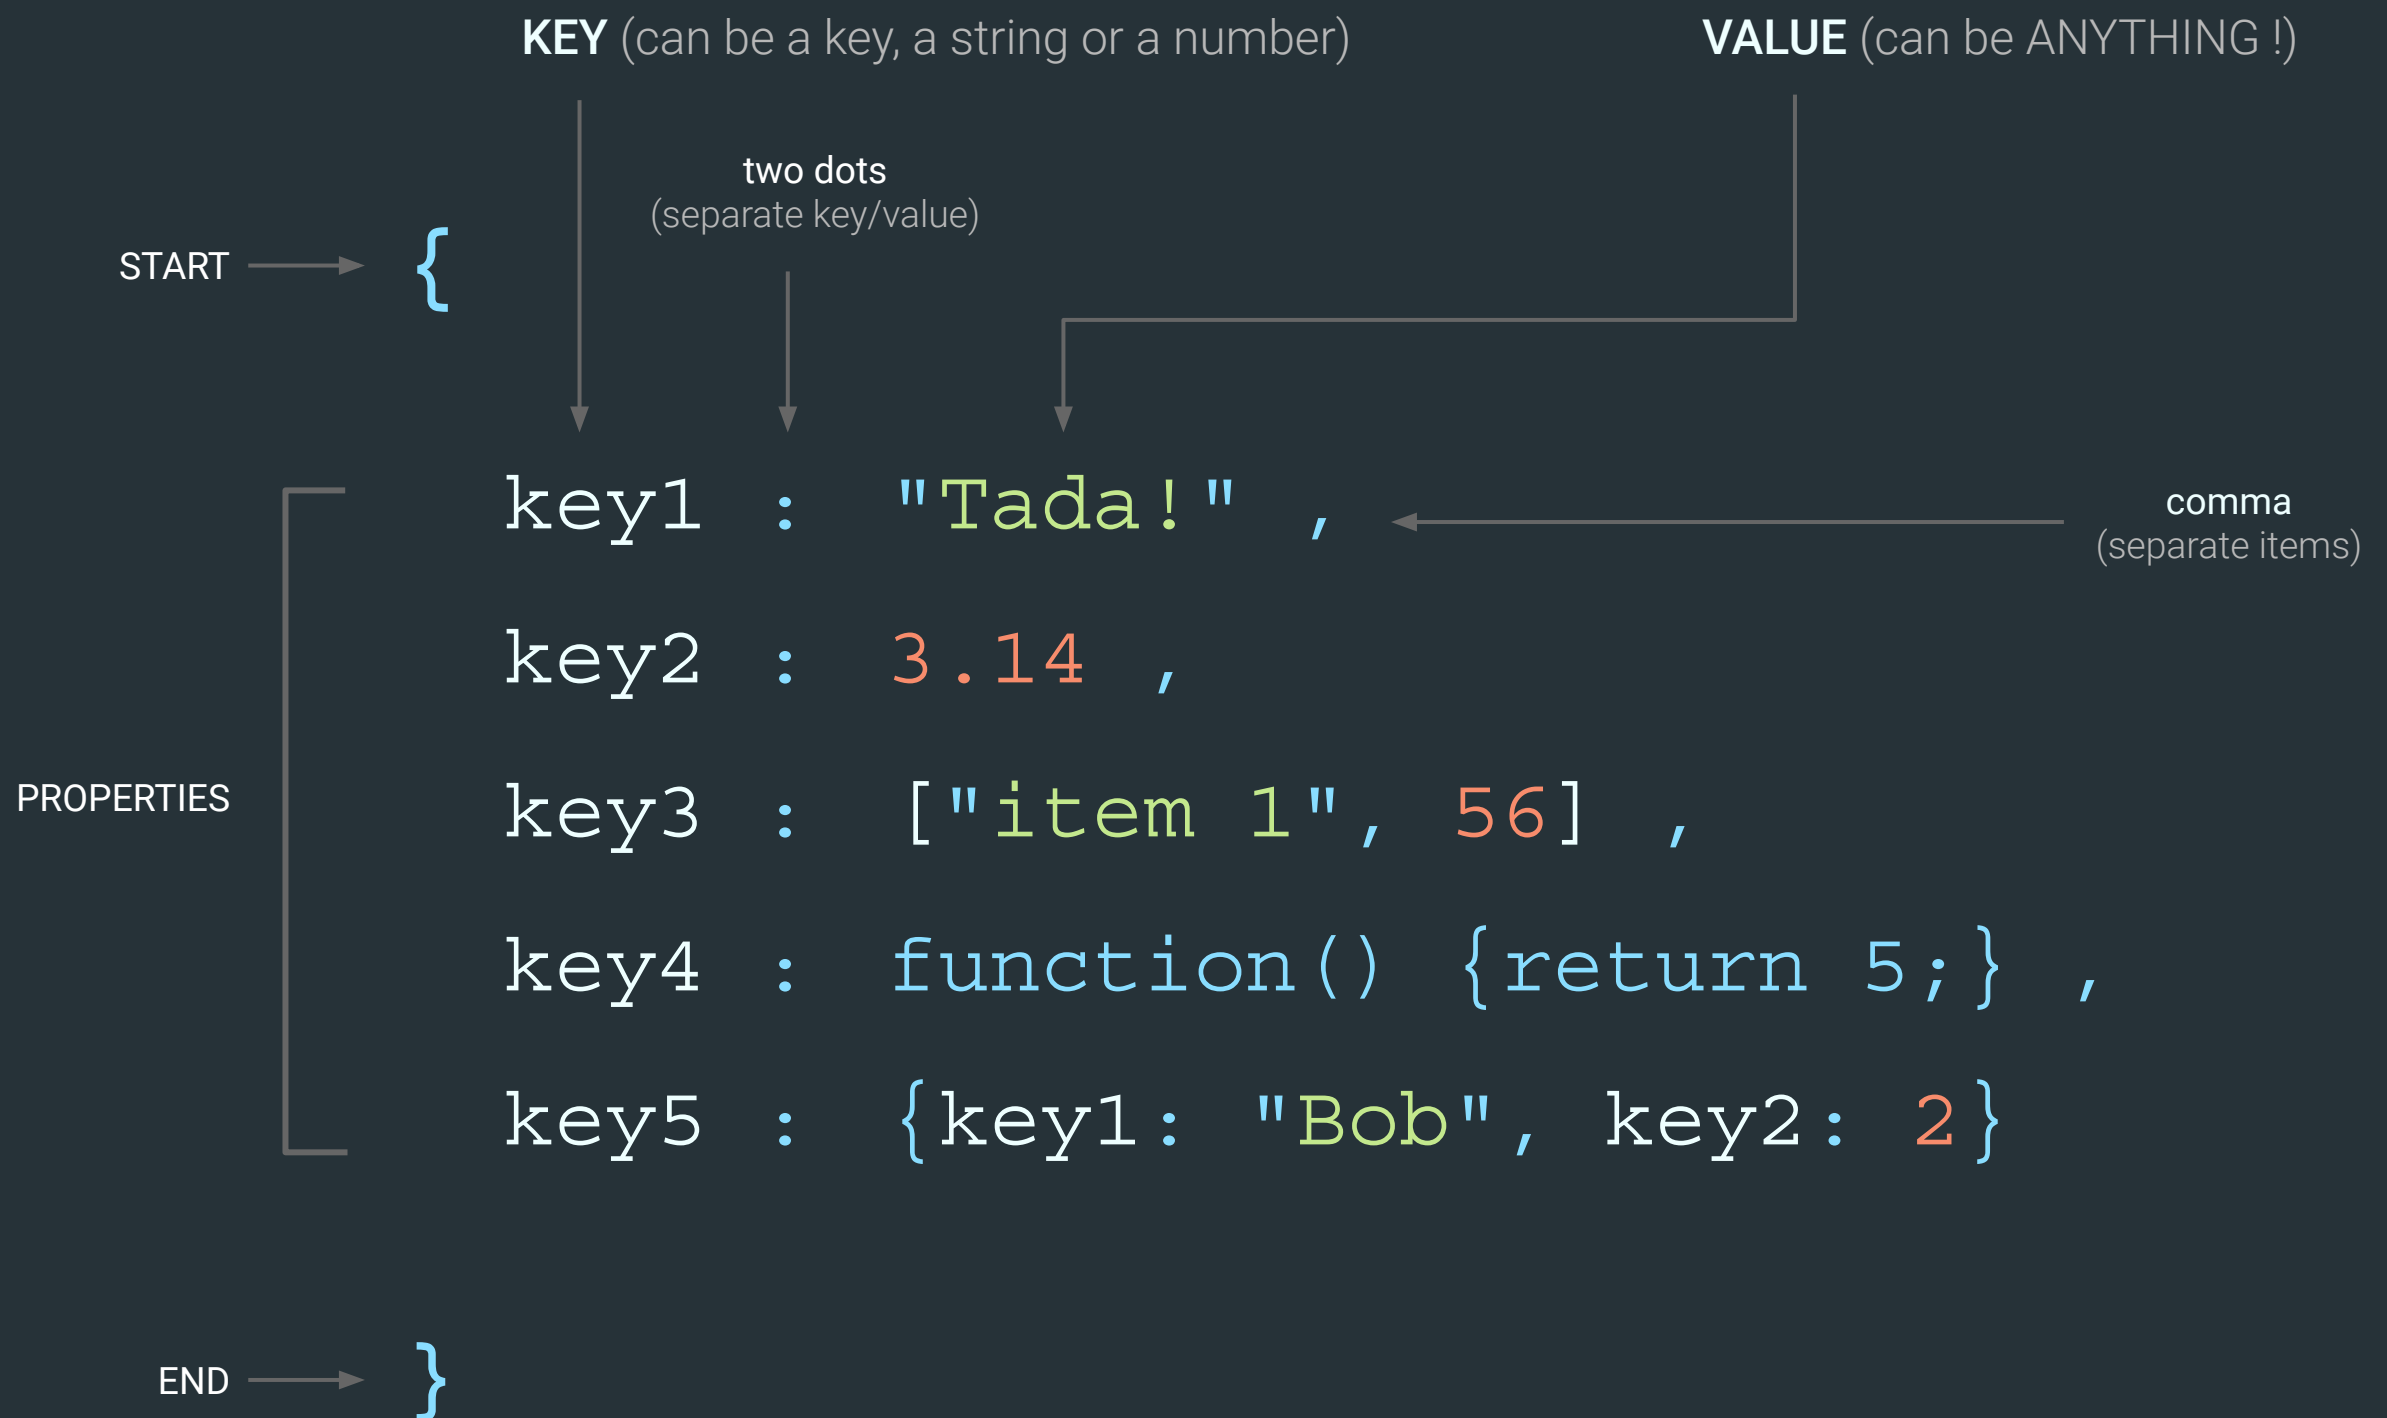 KEY (can be a key, a string or a number)
VALUE (can be ANYTHING !)
two dots
(separate key/value)
START
{
key1 : "Tada!" ,
comma
(separate items)
key2 : 3.14 ,
PROPERTIES
key3 : ["item 1", 56] ,
key4 : function() {return 5;} ,
key5 : {key1: "Bob", key2: 2}
END
}